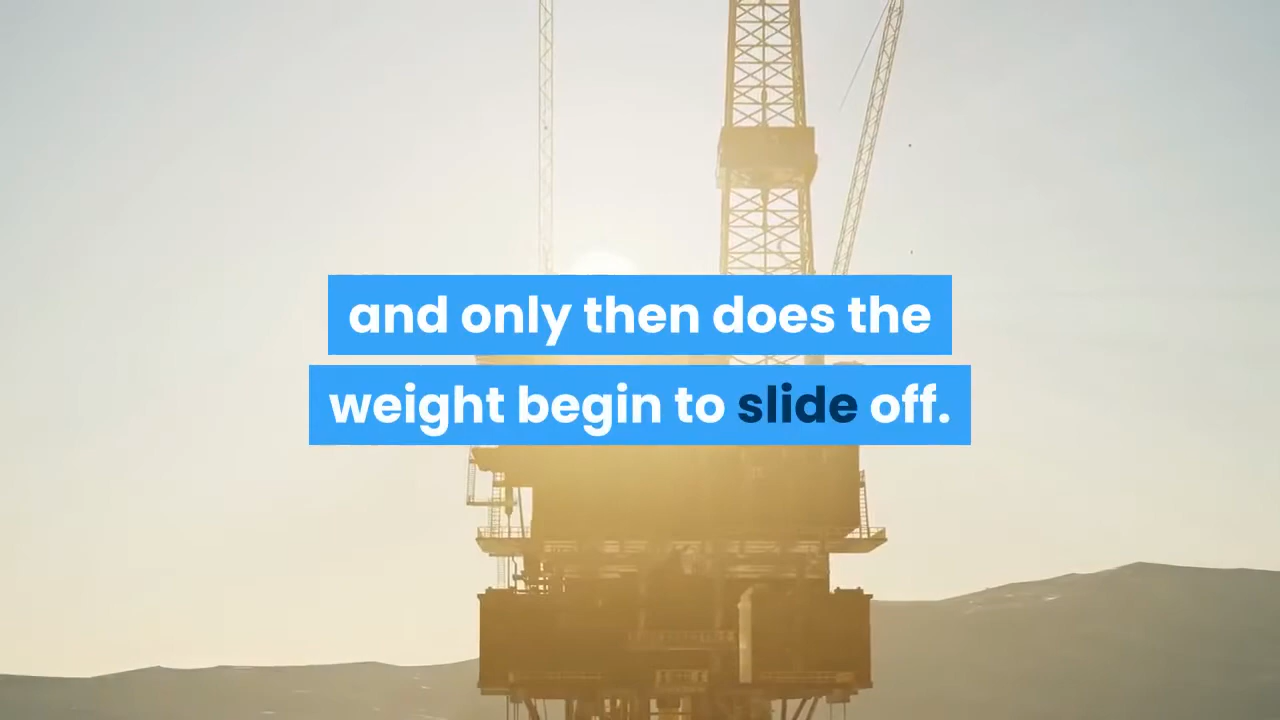 and only then does the
weight begin to slide off.